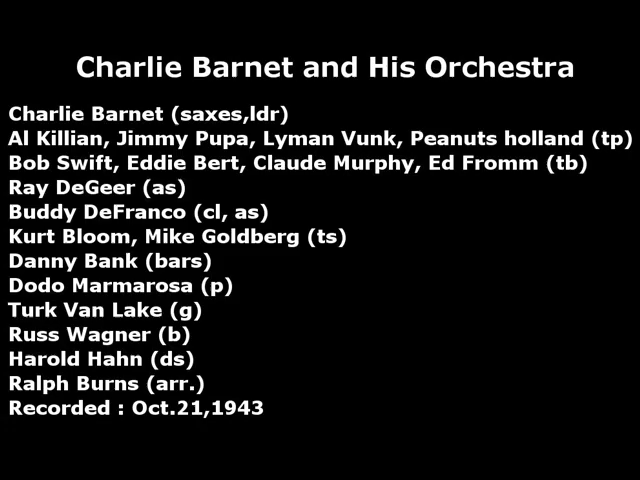 Charlie Barnet and His Orchestra
Charlie Barnet (saxes,ldr)
Al Killian, Jimmy Pupa, Lyman Vunk, Peanuts holland (tp)
Bob Swift, Eddie Bert, Claude Murphy, Ed Fromm (tb)
Ray DeGeer (as)
Buddy DeFranco (cl, as)
Kurt Bloom, Mike Goldberg (ts)
Danny Bank (bars)
Dodo Marmarosa (p)
Turk Van Lake (g)
Russ Wagner (b)
Harold Hahn (ds)
Ralph Burns (arr.)
Recorded : Oct.21,1943